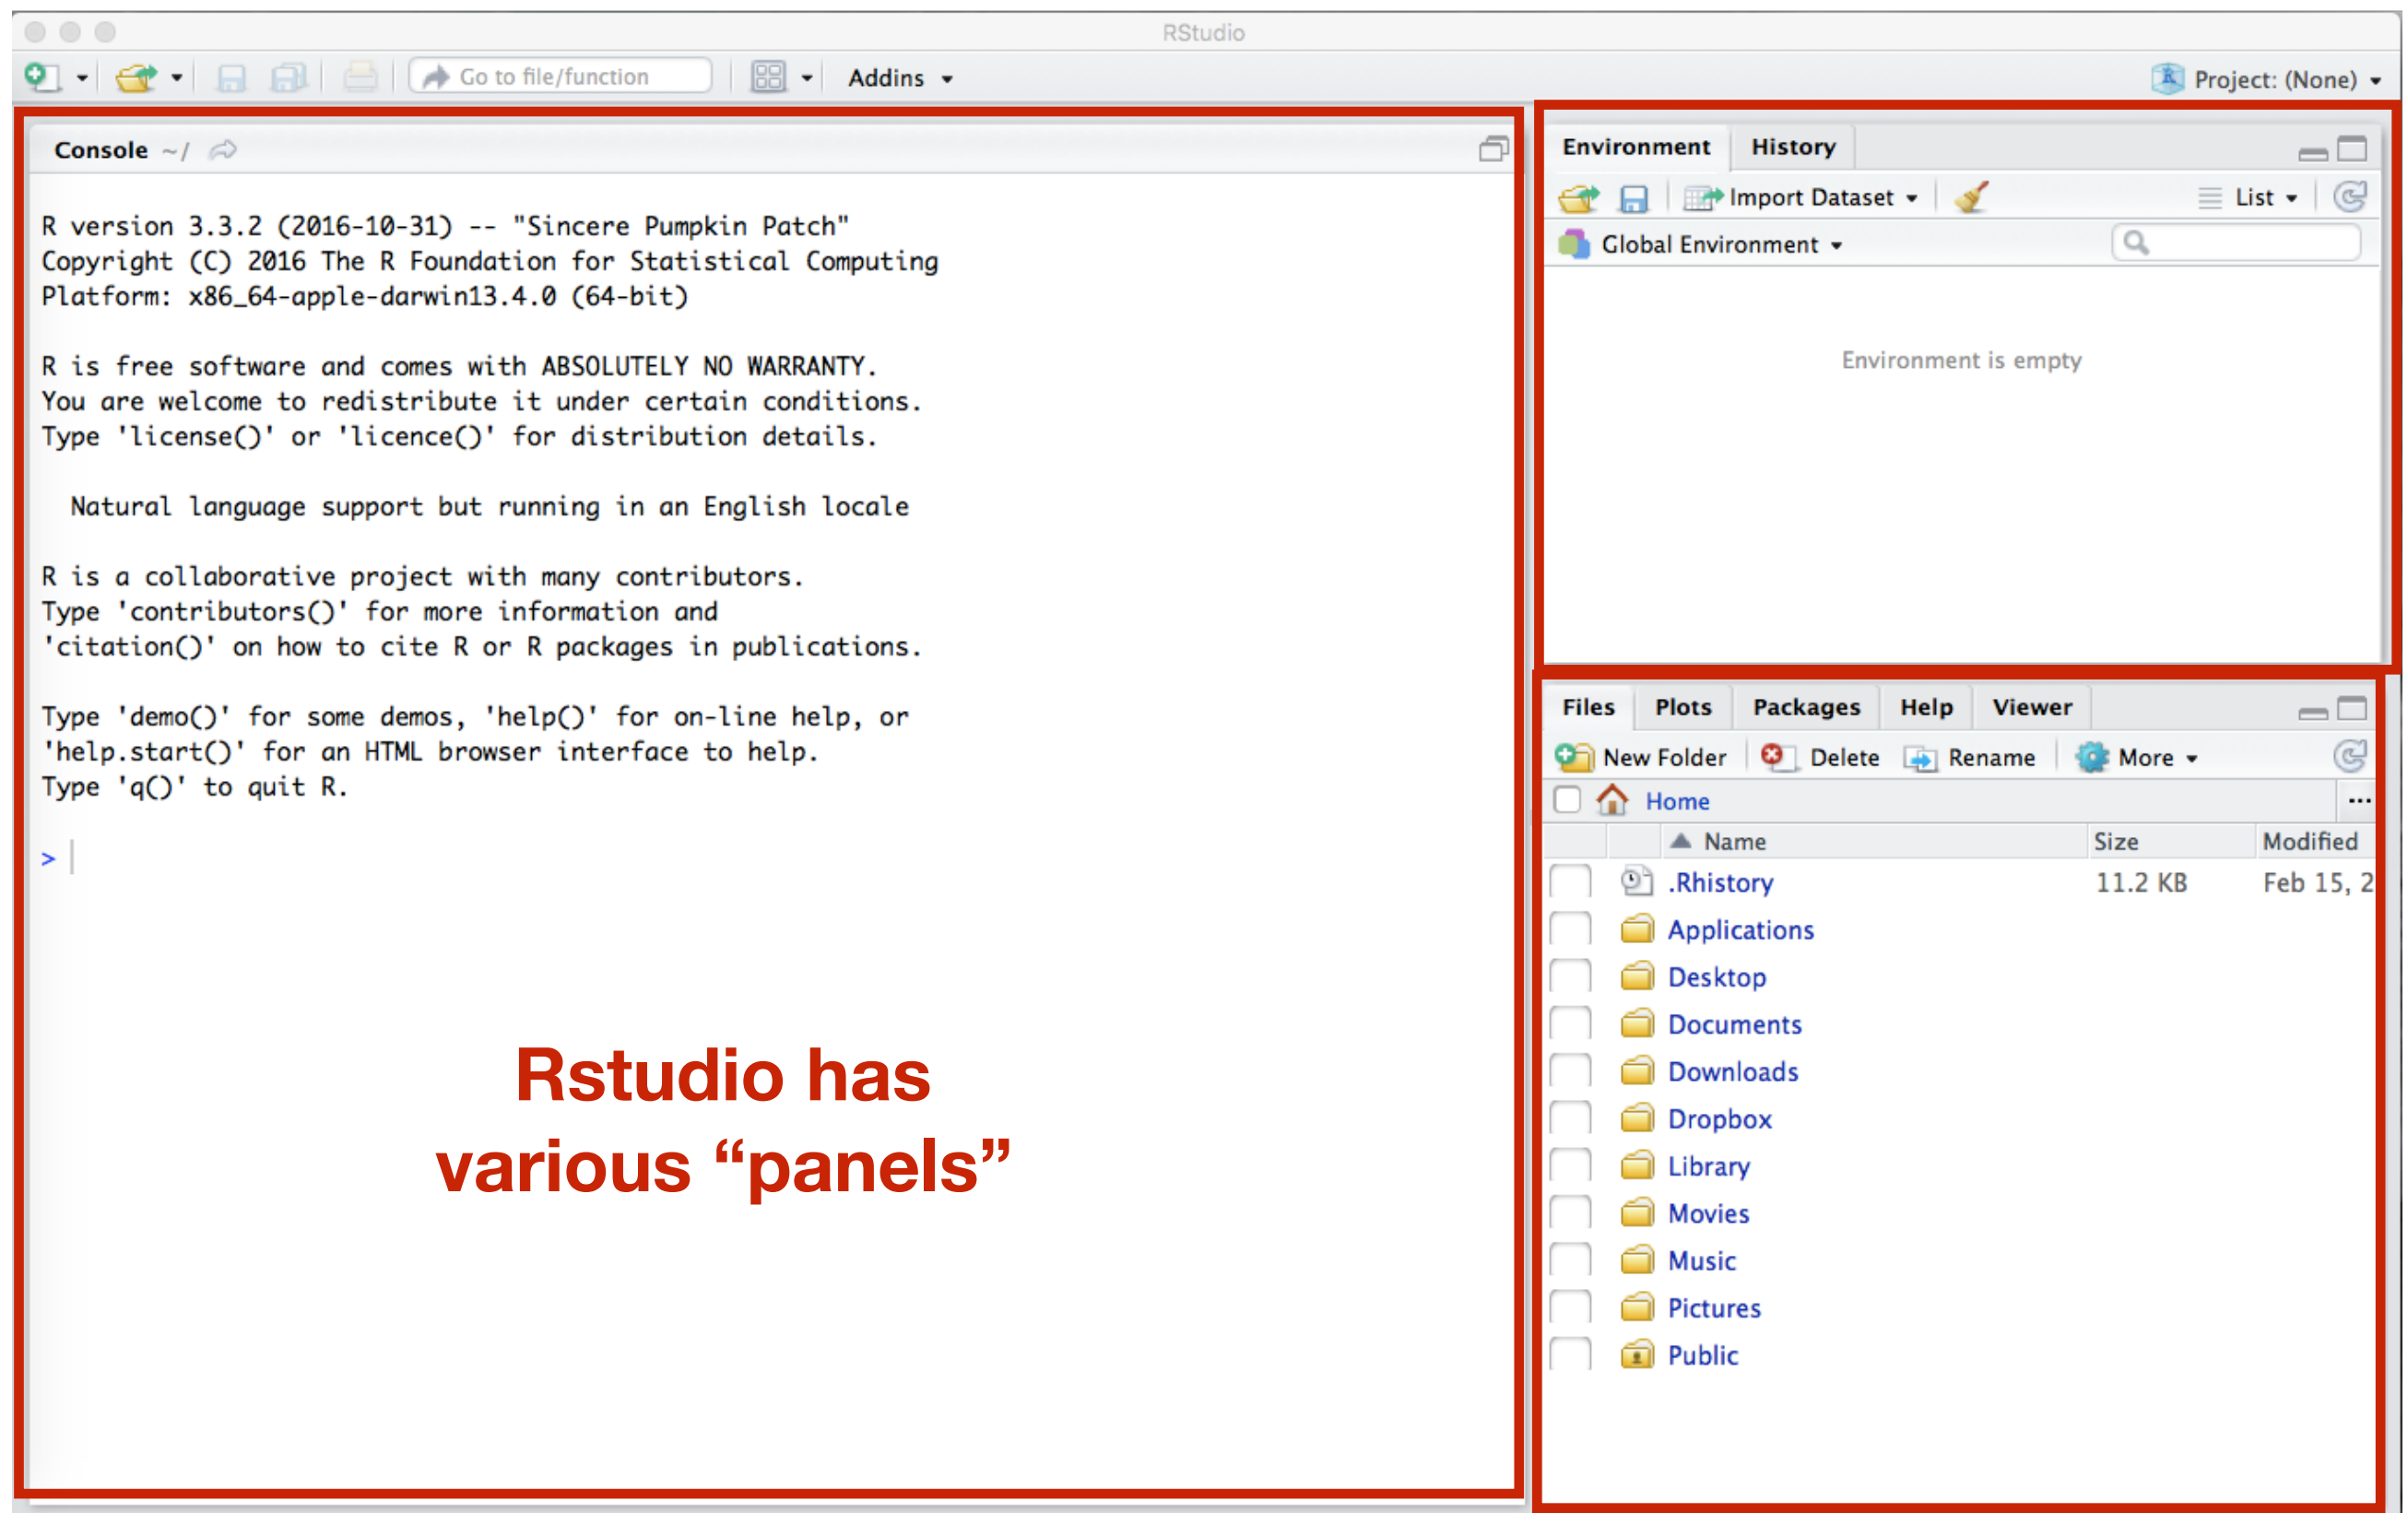 RStudio
Go to file/function Addins Project: (None)
Console ~/
R version 3.3.2 (2016-10-31) -- "Sincere Pumpkin Patch"
Copyright (C) 2016 The R Foundation for Statistical Computing
Platform: x86_64-apple-darwin13.4.0 (64-bit)
R is free software and comes with ABSOLUTELY NO WARRANTY.
You are welcome to redistribute it under certain conditions.
Type 'license()' or 'licence()' for distribution details.
Natural language support but running in an English locale
R is a collaborative project with many contributors.
Type 'contributors()' for more information and
'citation()' on how to cite R or R packages in publications.
Type 'demo()' for some demos, 'help()' for on-line help, or
'help.start()' for an HTML browser interface to help.
Type 'q()' to quit R.
>
Rstudio has
various “panels”
Environment History
Import Dataset List
Global Environment
Environment is empty
Files Plots Packages Help Viewer
New Folder Delete Rename More
Home ...
Name Size Modified
.Rhistory 11.2 KB Feb 15, 2
Applications
Desktop
Documents
Downloads
Dropbox
Library
Movies
Music
Pictures
Public